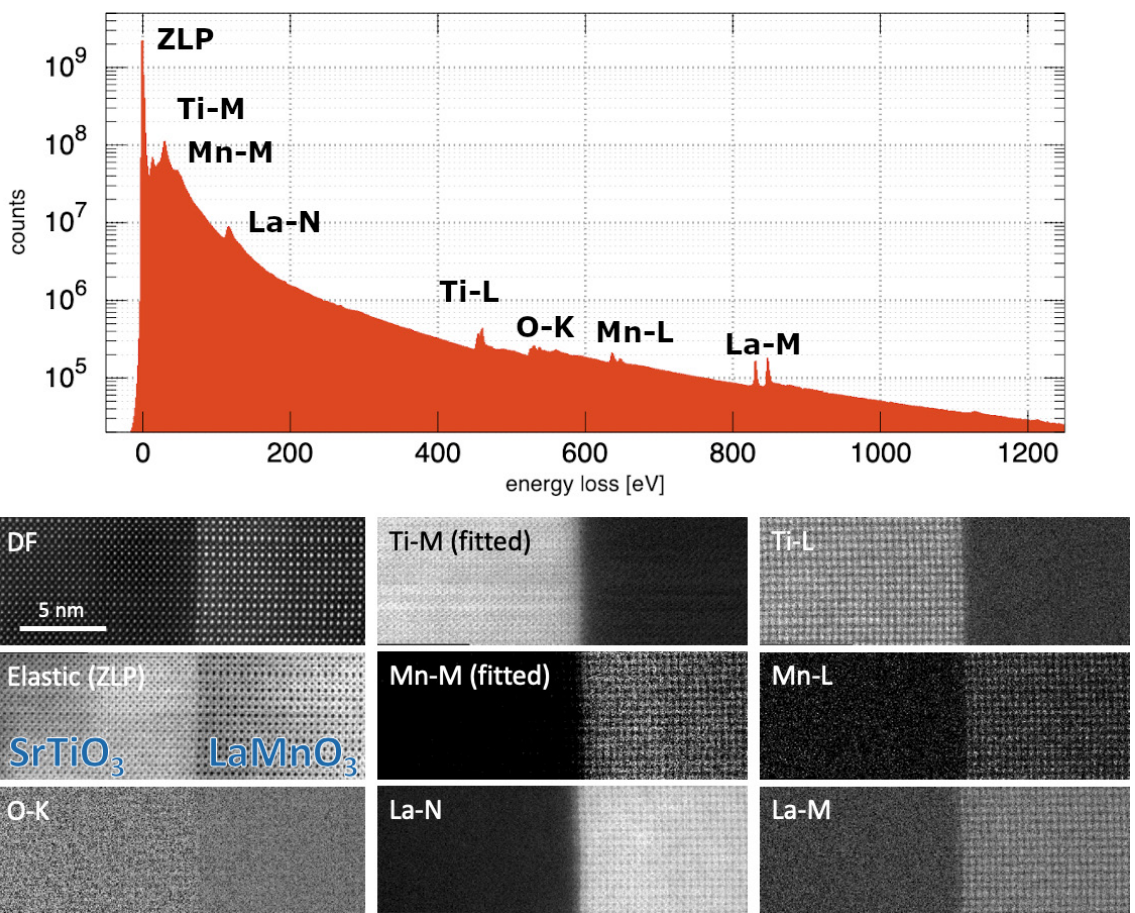 ZLP
10⁹
Ti-M
10⁸
Mn-M
counts
10⁷
La-N
10⁶
Ti-L
O-K
Mn-L
La-M
10⁵
0 200 400 600 800 1000 1200
energy loss [eV]
DF
5 nm
Ti-M (fitted)
Ti-L
Elastic (ZLP)
SrTiO₃
LaMnO₃
Mn-M (fitted)
Mn-L
O-K
La-N
La-M